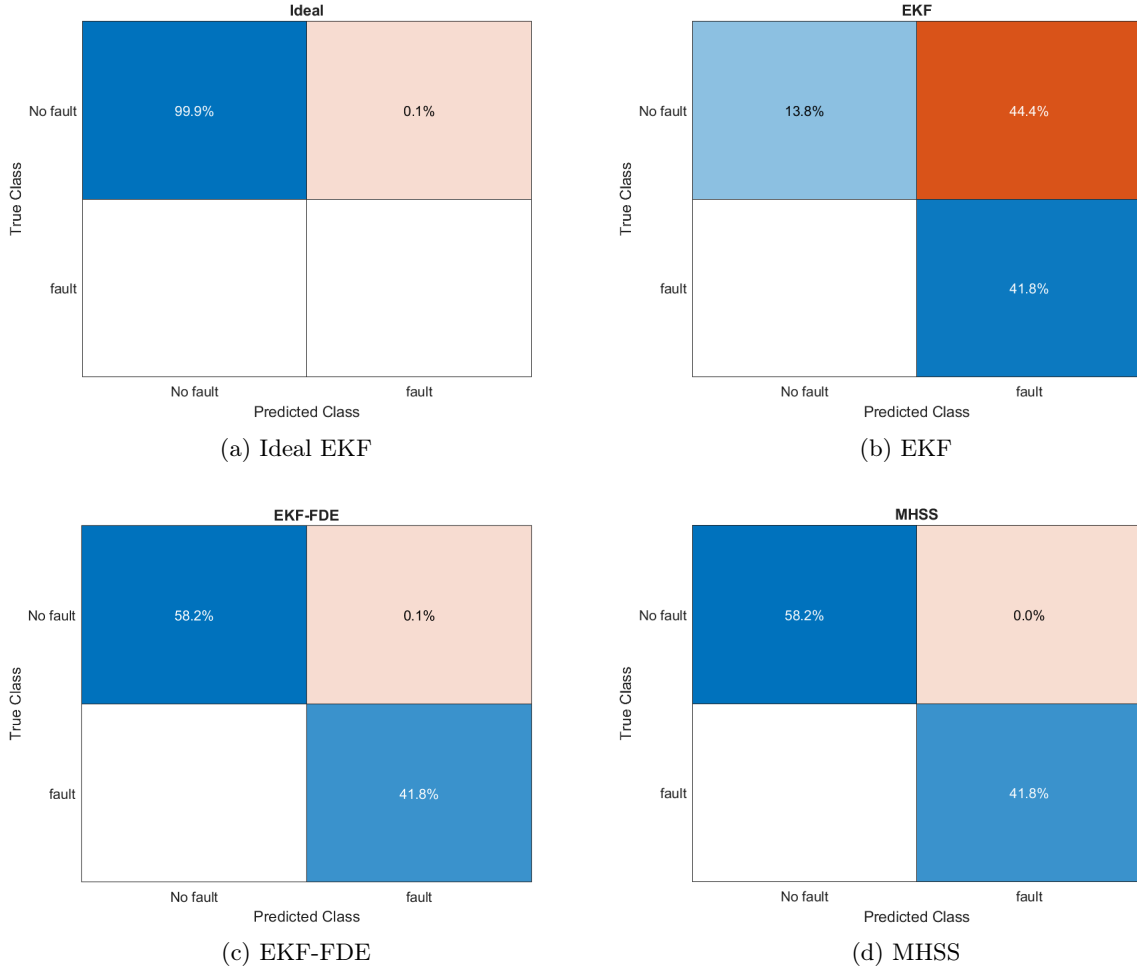 Ideal
No fault
99.9%
0.1%
fault
True Class
No fault
fault
Predicted Class
(a) Ideal EKF
EKF
No fault
13.8%
44.4%
fault
41.8%
True Class
No fault
fault
Predicted Class
(b) EKF
EKF-FDE
No fault
58.2%
0.1%
fault
41.8%
True Class
No fault
fault
Predicted Class
(c) EKF-FDE
MHSS
No fault
58.2%
0.0%
fault
41.8%
True Class
No fault
fault
Predicted Class
(d) MHSS